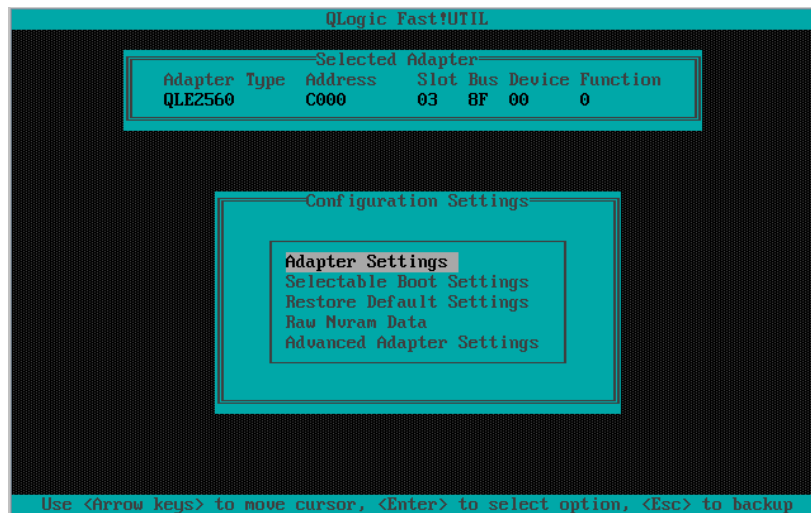 QLogic Fast!UTIL
Selected Adapter
Adapter Type Address Slot Bus Device Function
QLE2560 C000 03 8F 00 0
Configuration Settings
Adapter Settings
Selectable Boot Settings
Restore Default Settings
Raw Nvram Data
Advanced Adapter Settings
Use <Arrow keys> to move cursor, <Enter> to select option, <Esc> to backup